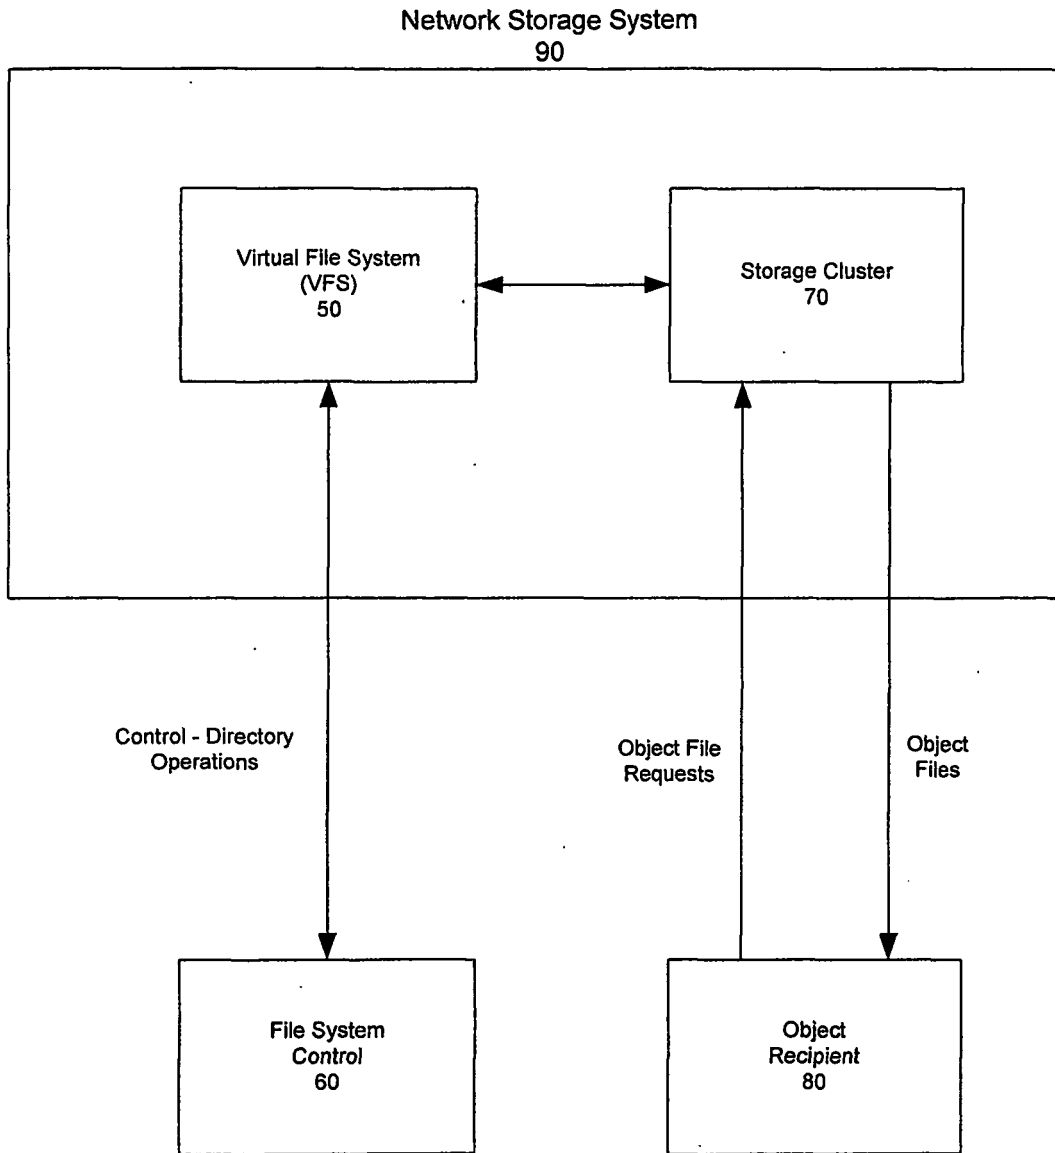 Network Storage System
90
Virtual File System
(VFS)
50
Storage Cluster
70
Control - Directory
Operations
Object File
Requests
Object
Files
File System
Control
60
Object
Recipient
80